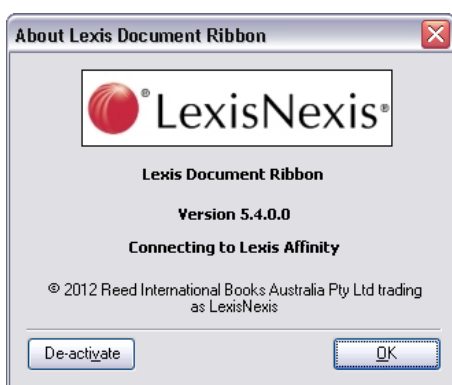 About Lexis Document Ribbon
® LexisNexis®
Lexis Document Ribbon
Version 5.4.0.0
Connecting to Lexis Affinity
© 2012 Reed International Books Australia Pty Ltd trading
as LexisNexis
De-activate OK